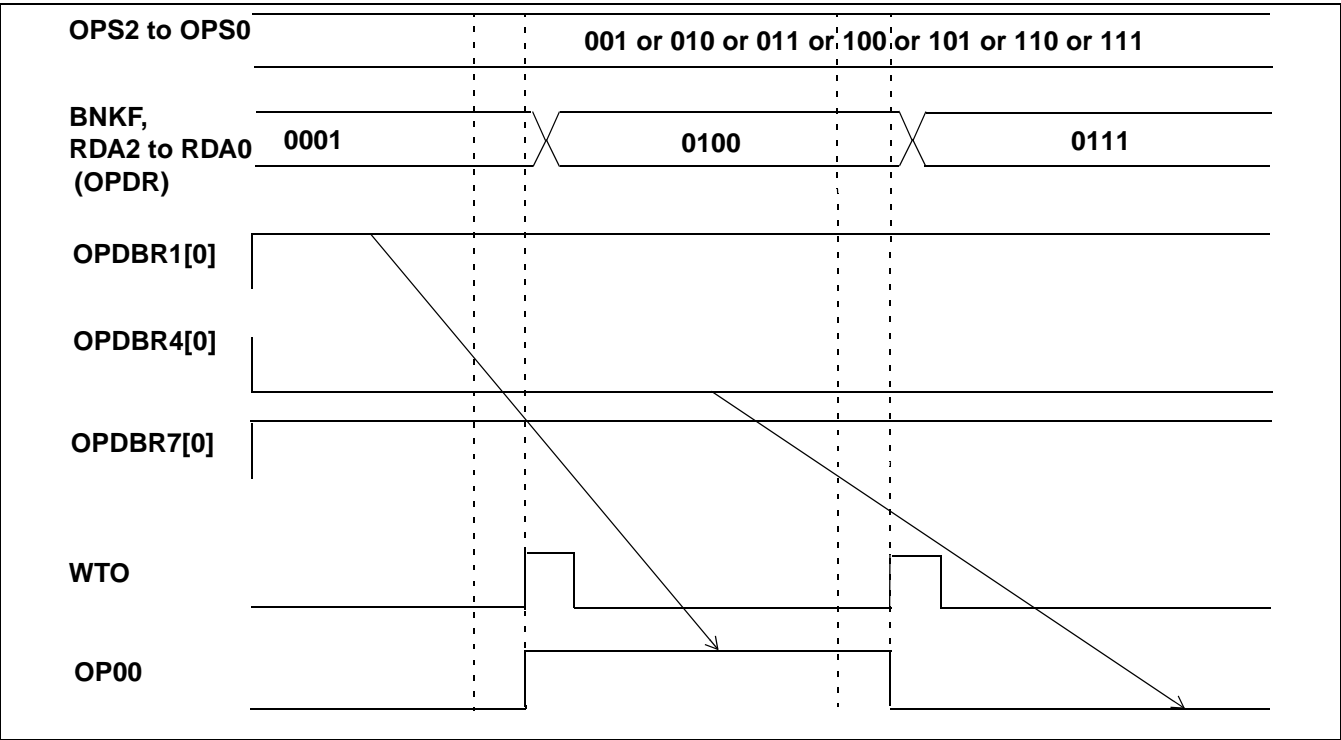 OPS2 to OPS0
001 or 010 or 011 or 100 or 101 or 110 or 111
BNKF,
RDA2 to RDA0
(OPDR)
0001
0100
0111
OPDBR1[0]
OPDBR4[0]
OPDBR7[0]
WTO
OP00